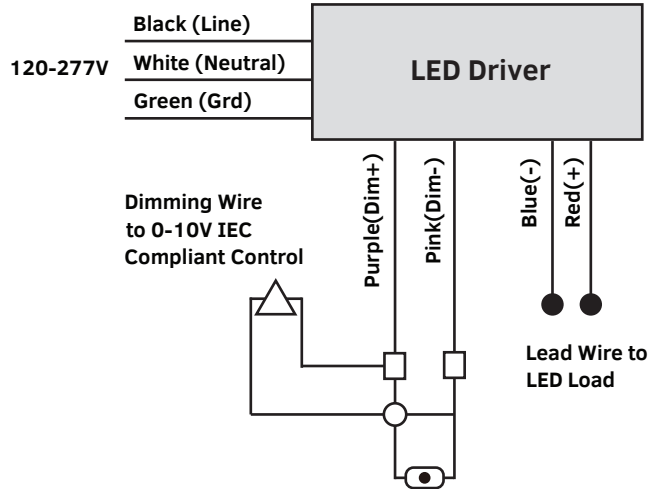 Black (Line)
120-277V
White (Neutral)
Green (Grd)
LED Driver
Purple(Dim+)
Pink(Dim-)
Blue(-)
Red(+)
Dimming Wire
to 0-10V IEC
Compliant Control
Lead Wire to
LED Load